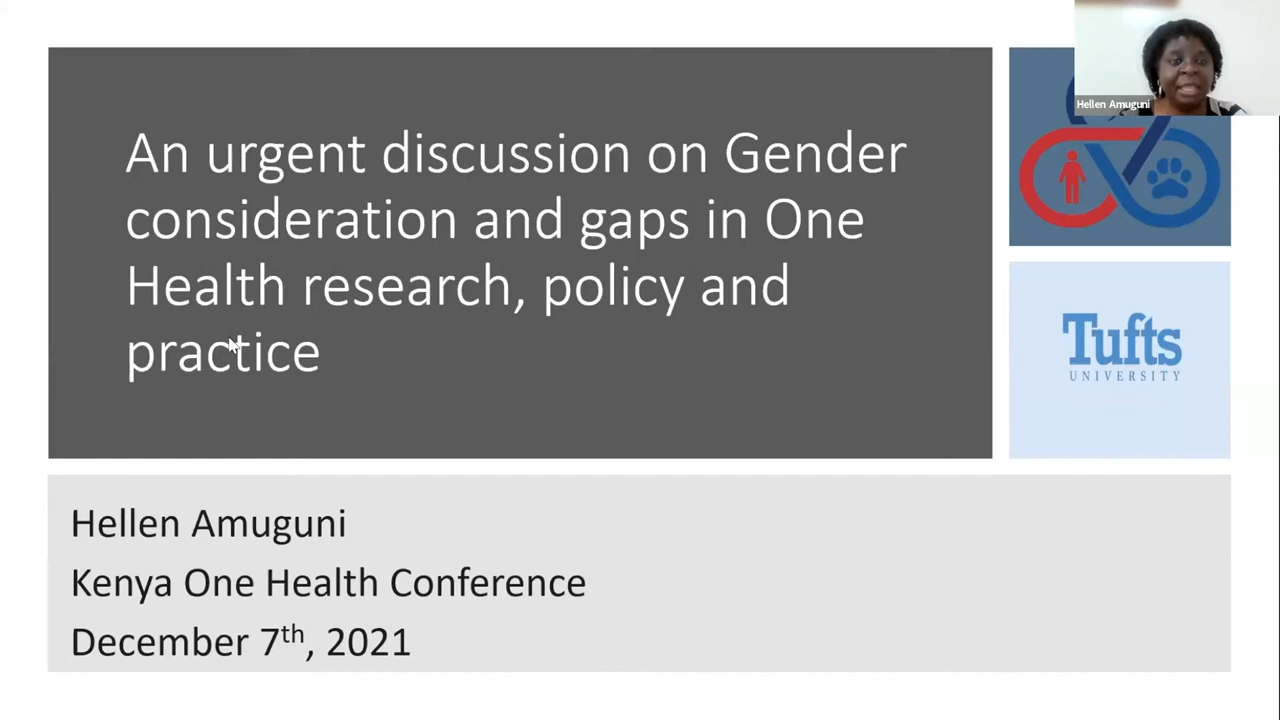 Hellen Amuguni
An urgent discussion on Gender
consideration and gaps in One
Health research, policy and
practice
Tufts
UNIVERSITY
Hellen Amuguni
Kenya One Health Conference
December 7th, 2021